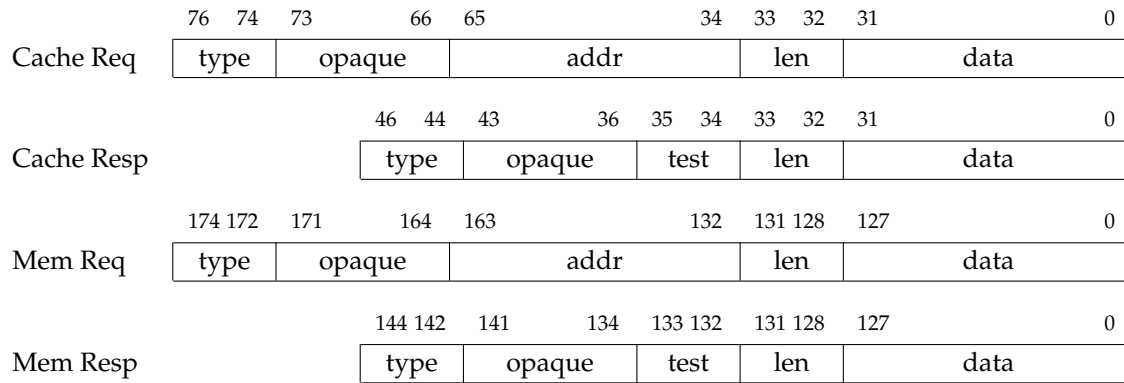 76 74 73 66 65 34 33 32 31 0
Cache Req type opaque addr len data
46 44 43 36 35 34 33 32 31 0
Cache Resp type opaque test len data
174 172 171 164 163 132 131 128 127 0
Mem Req type opaque addr len data
144 142 141 134 133 132 131 128 127 0
Mem Resp type opaque test len data